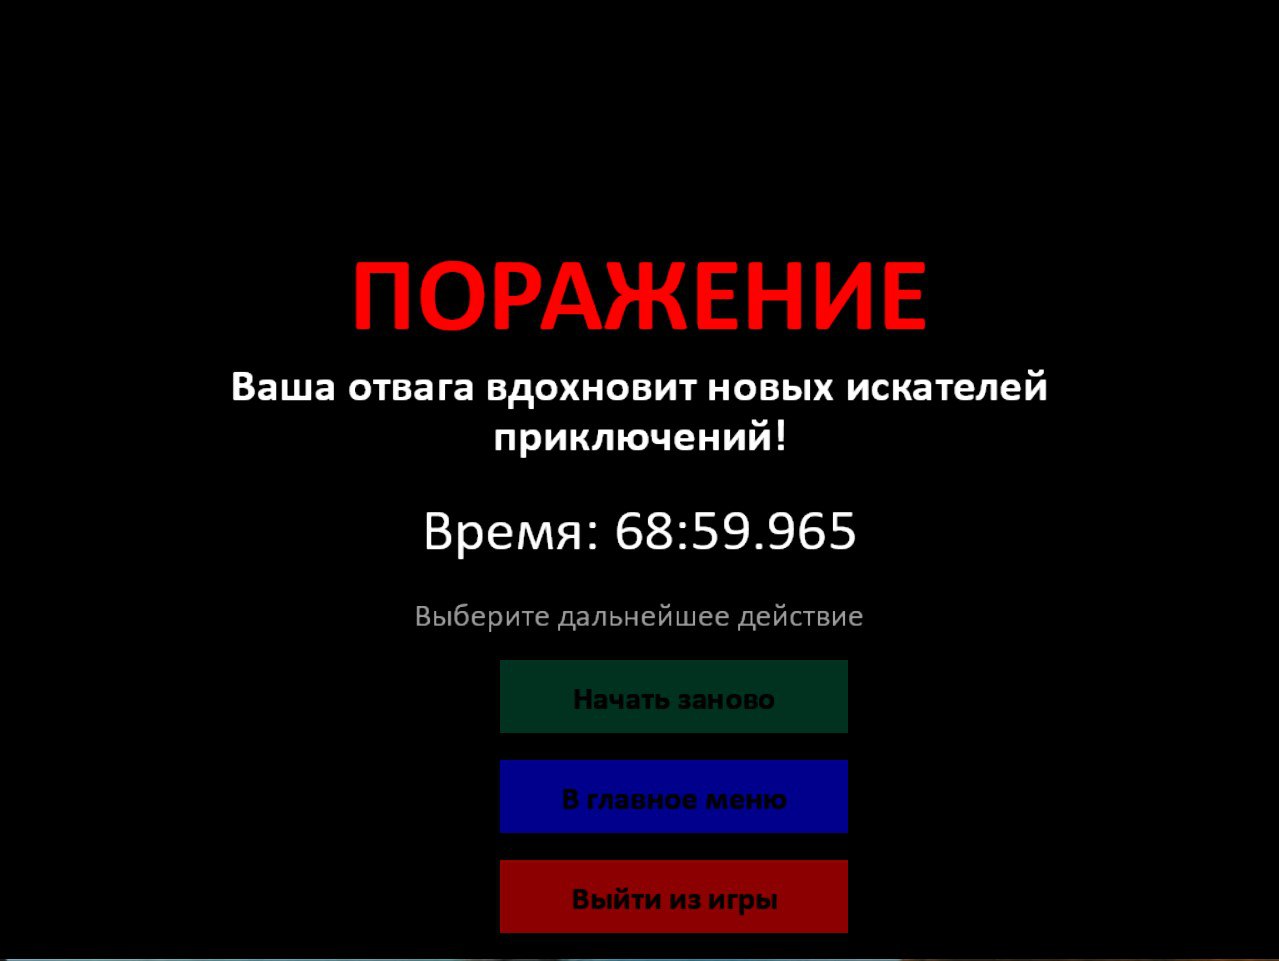 ПОРАЖЕНИЕ
Ваша отвага вдохновит новых искателей
приключений!
Время: 68:59.965
Выберите дальнейшее действие
Начать заново
В главное меню
Выйти из игры